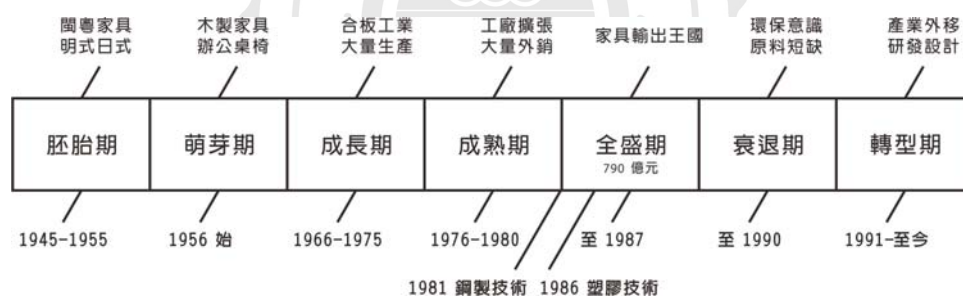 閩粵家具
明式日式
木製家具
辦公桌椅
合板工業
大量生產
工廠擴張
大量外銷
家具輸出王國
環保意識
原料短缺
產業外移
研發設計
胚胎期
萌芽期
成長期
成熟期
全盛期
790 億元
衰退期
轉型期
1945-1955
1956 始
1966-1975
1976-1980
至 1987
至 1990
1991-至今
1981 鋼製技術
1986 塑膠技術